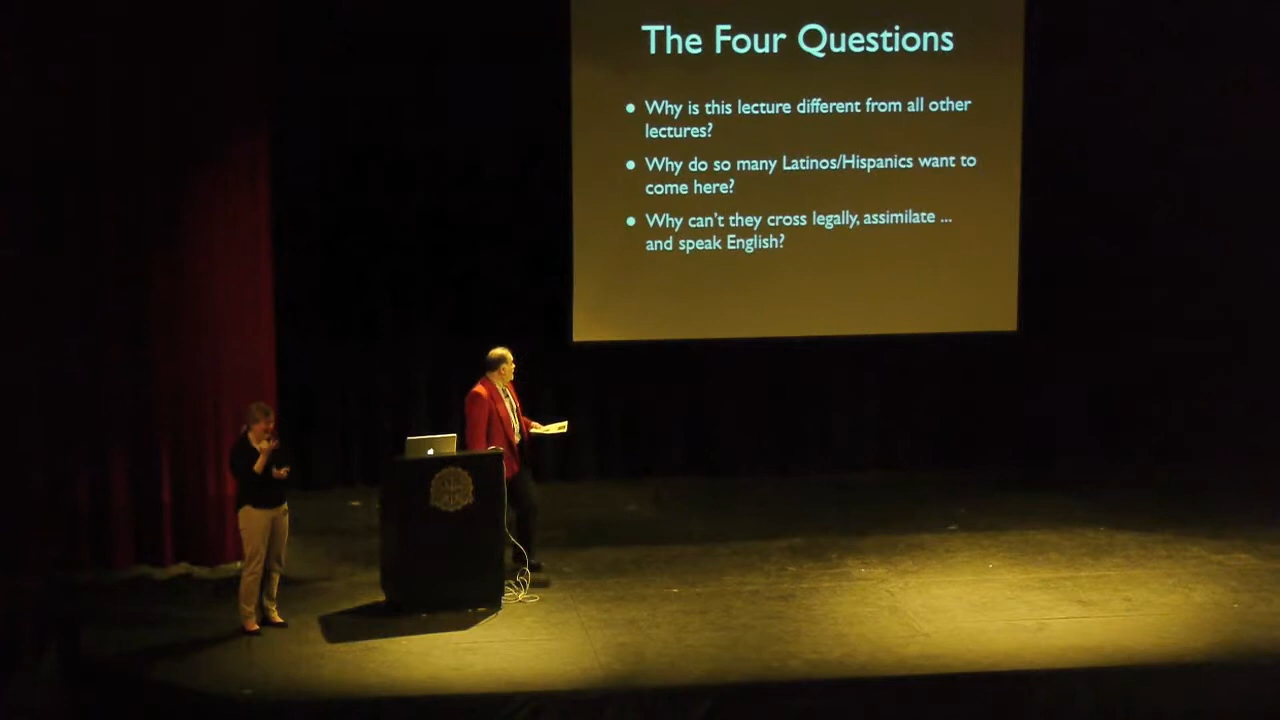 The Four Questions
• Why is this lecture different from all other
lectures?
• Why do so many Latinos/Hispanics want to
come here?
• Why can't they cross legally, assimilate ...
and speak English?